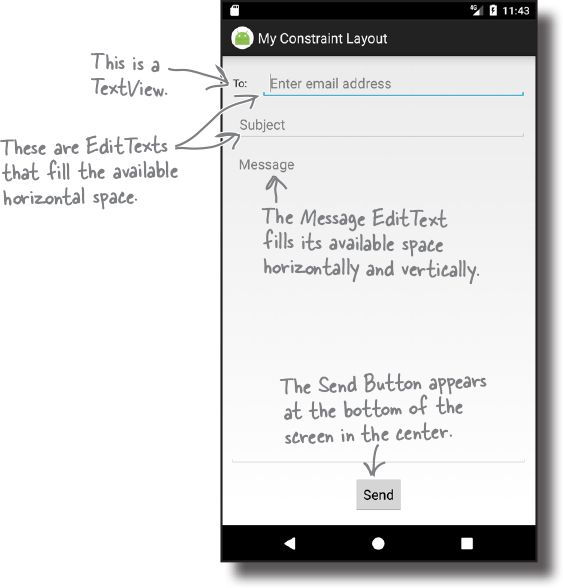 4G 11:43
My Constraint Layout
This is a
TextView.
To:
Enter email address
These are EditTexts
that fill the available
horizontal space.
Subject
Message
The Message EditText
fills its available space
horizontally and vertically.
The Send Button appears
at the bottom of the
screen in the center.
Send